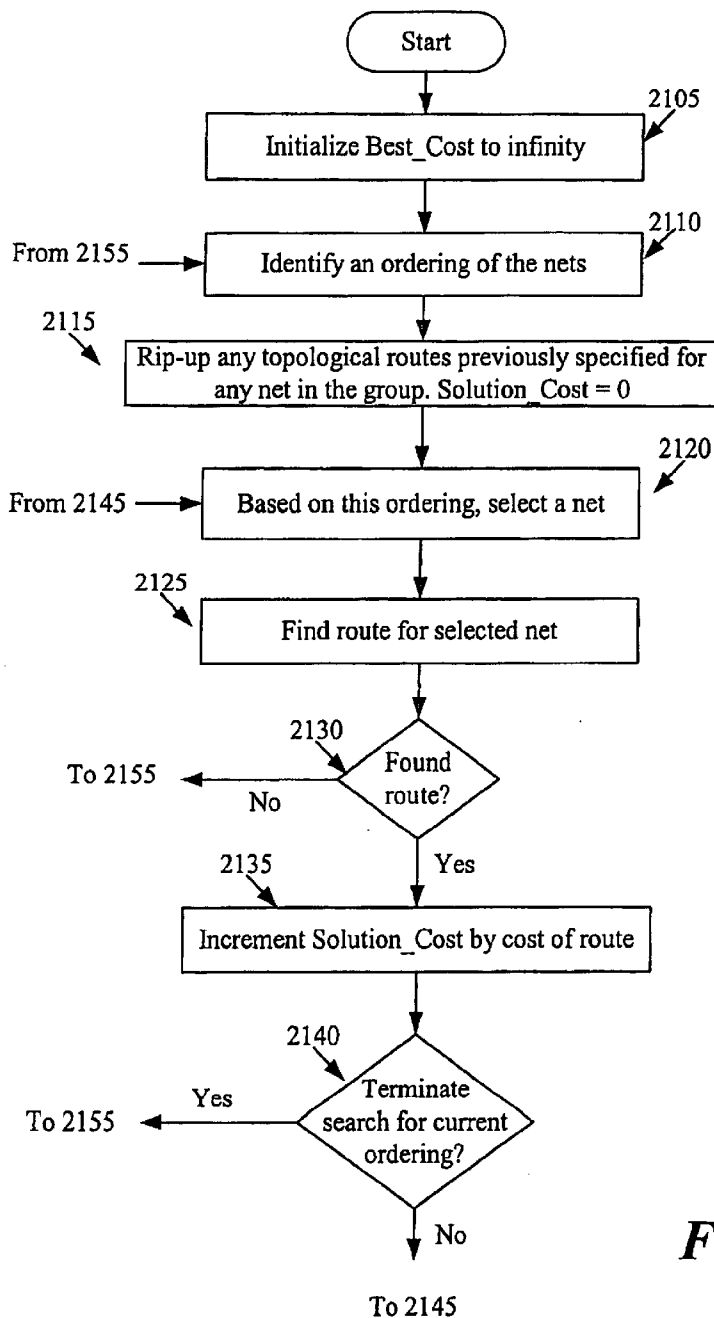 Start
2105
Initialize Best_Cost to infinity
2110
From 2155
Identify an ordering of the nets
2115
Rip-up any topological routes previously specified for
any net in the group. Solution_Cost = 0
2120
From 2145
Based on this ordering, select a net
2125
Find route for selected net
2130
Found
route?
To 2155
No
Yes
2135
Increment Solution_Cost by cost of route
2140
Terminate
search for current
ordering?
Yes
To 2155
No
F
To 2145